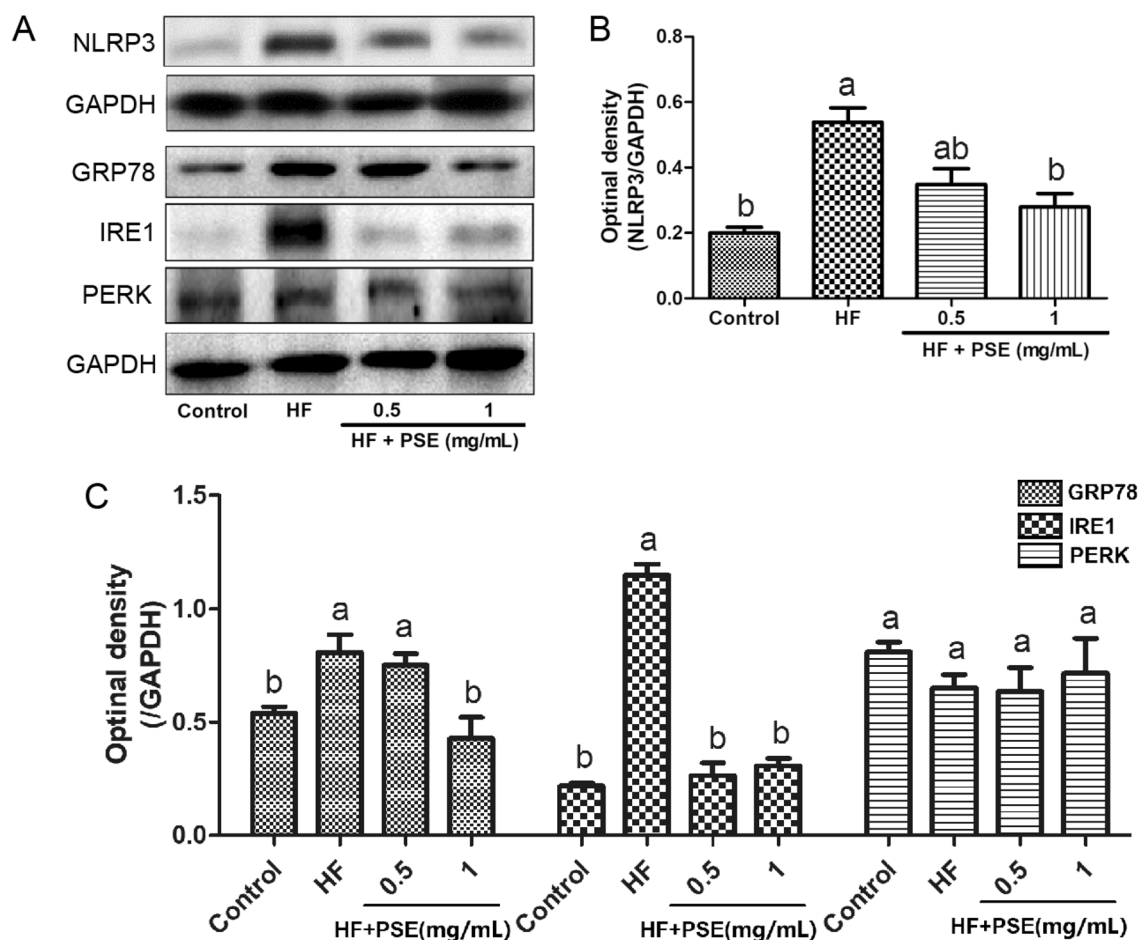 A
NLRP3
GAPDH
GRP78
IRE1
PERK
GAPDH
Control HF 0.5 1
HF + PSE (mg/mL)
B
Optinal density
(NLRP3/GAPDH)
0.8
0.6
0.4
0.2
0.0
b
a
ab
b
Control HF 0.5 1
HF + PSE (mg/mL)
C
Optinal density
(/GAPDH)
1.5
1.0
0.5
0.0
GRP78
IRE1
PERK
b a a b
b a b b
a a a a
Control HF 0.5 1 Control HF 0.5 1 Control HF 0.5 1
HF+PSE(mg/mL) HF+PSE(mg/mL) HF+PSE(mg/mL)